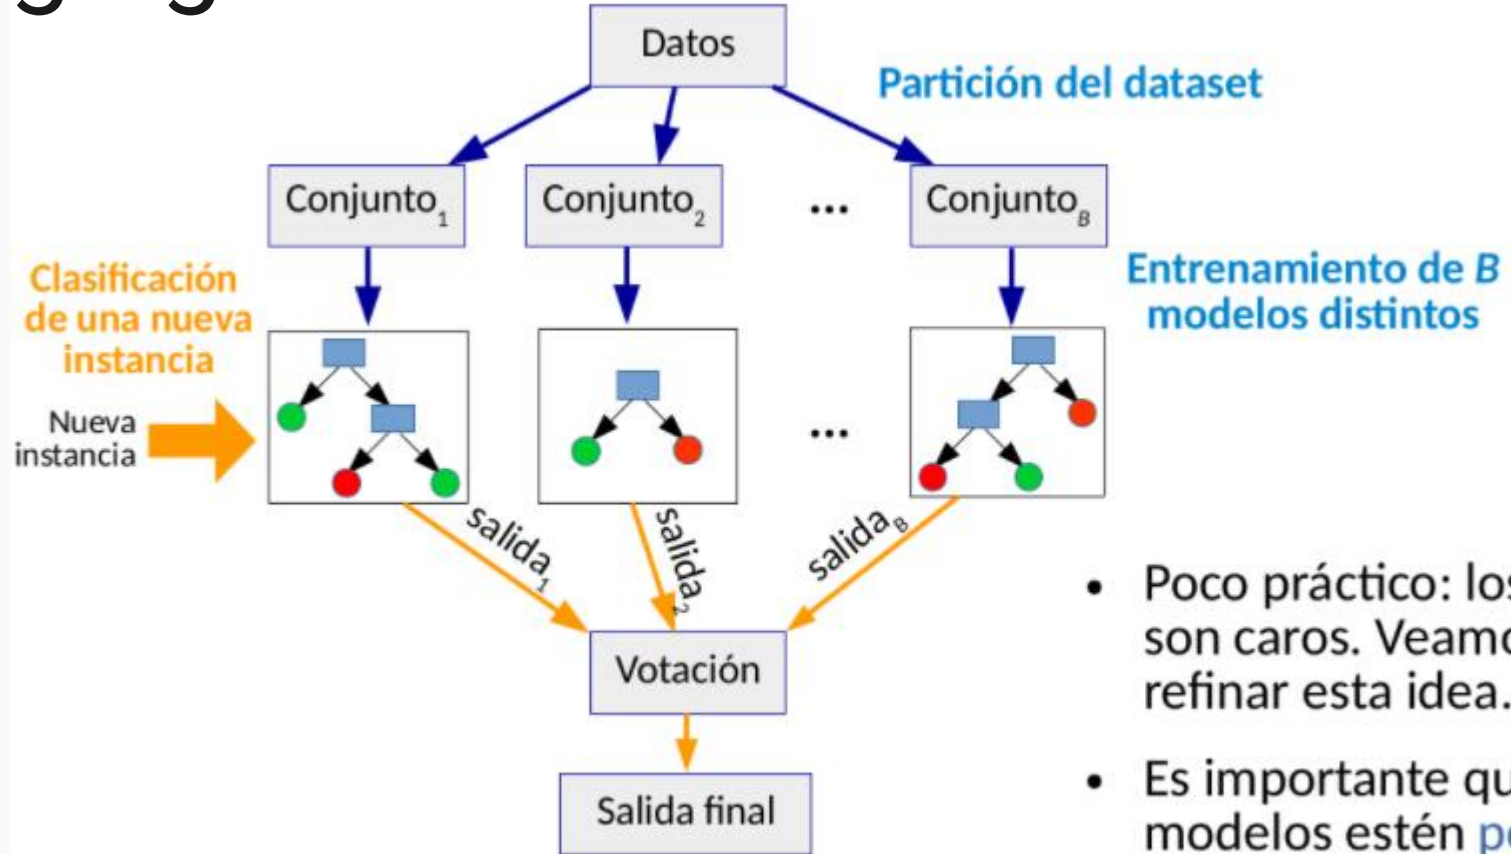 Datos
Partición del dataset
Conjunto1
Conjunto2
...
ConjuntoB
Clasificación
de una nueva
instancia
Entrenamiento de B
modelos distintos
Nueva
instancia
...
salida1
salida2
salidaB
Votación
Salida final
• Poco práctico: los
son caros. Veamo
refinar esta idea.
• Es importante qu
modelos estén